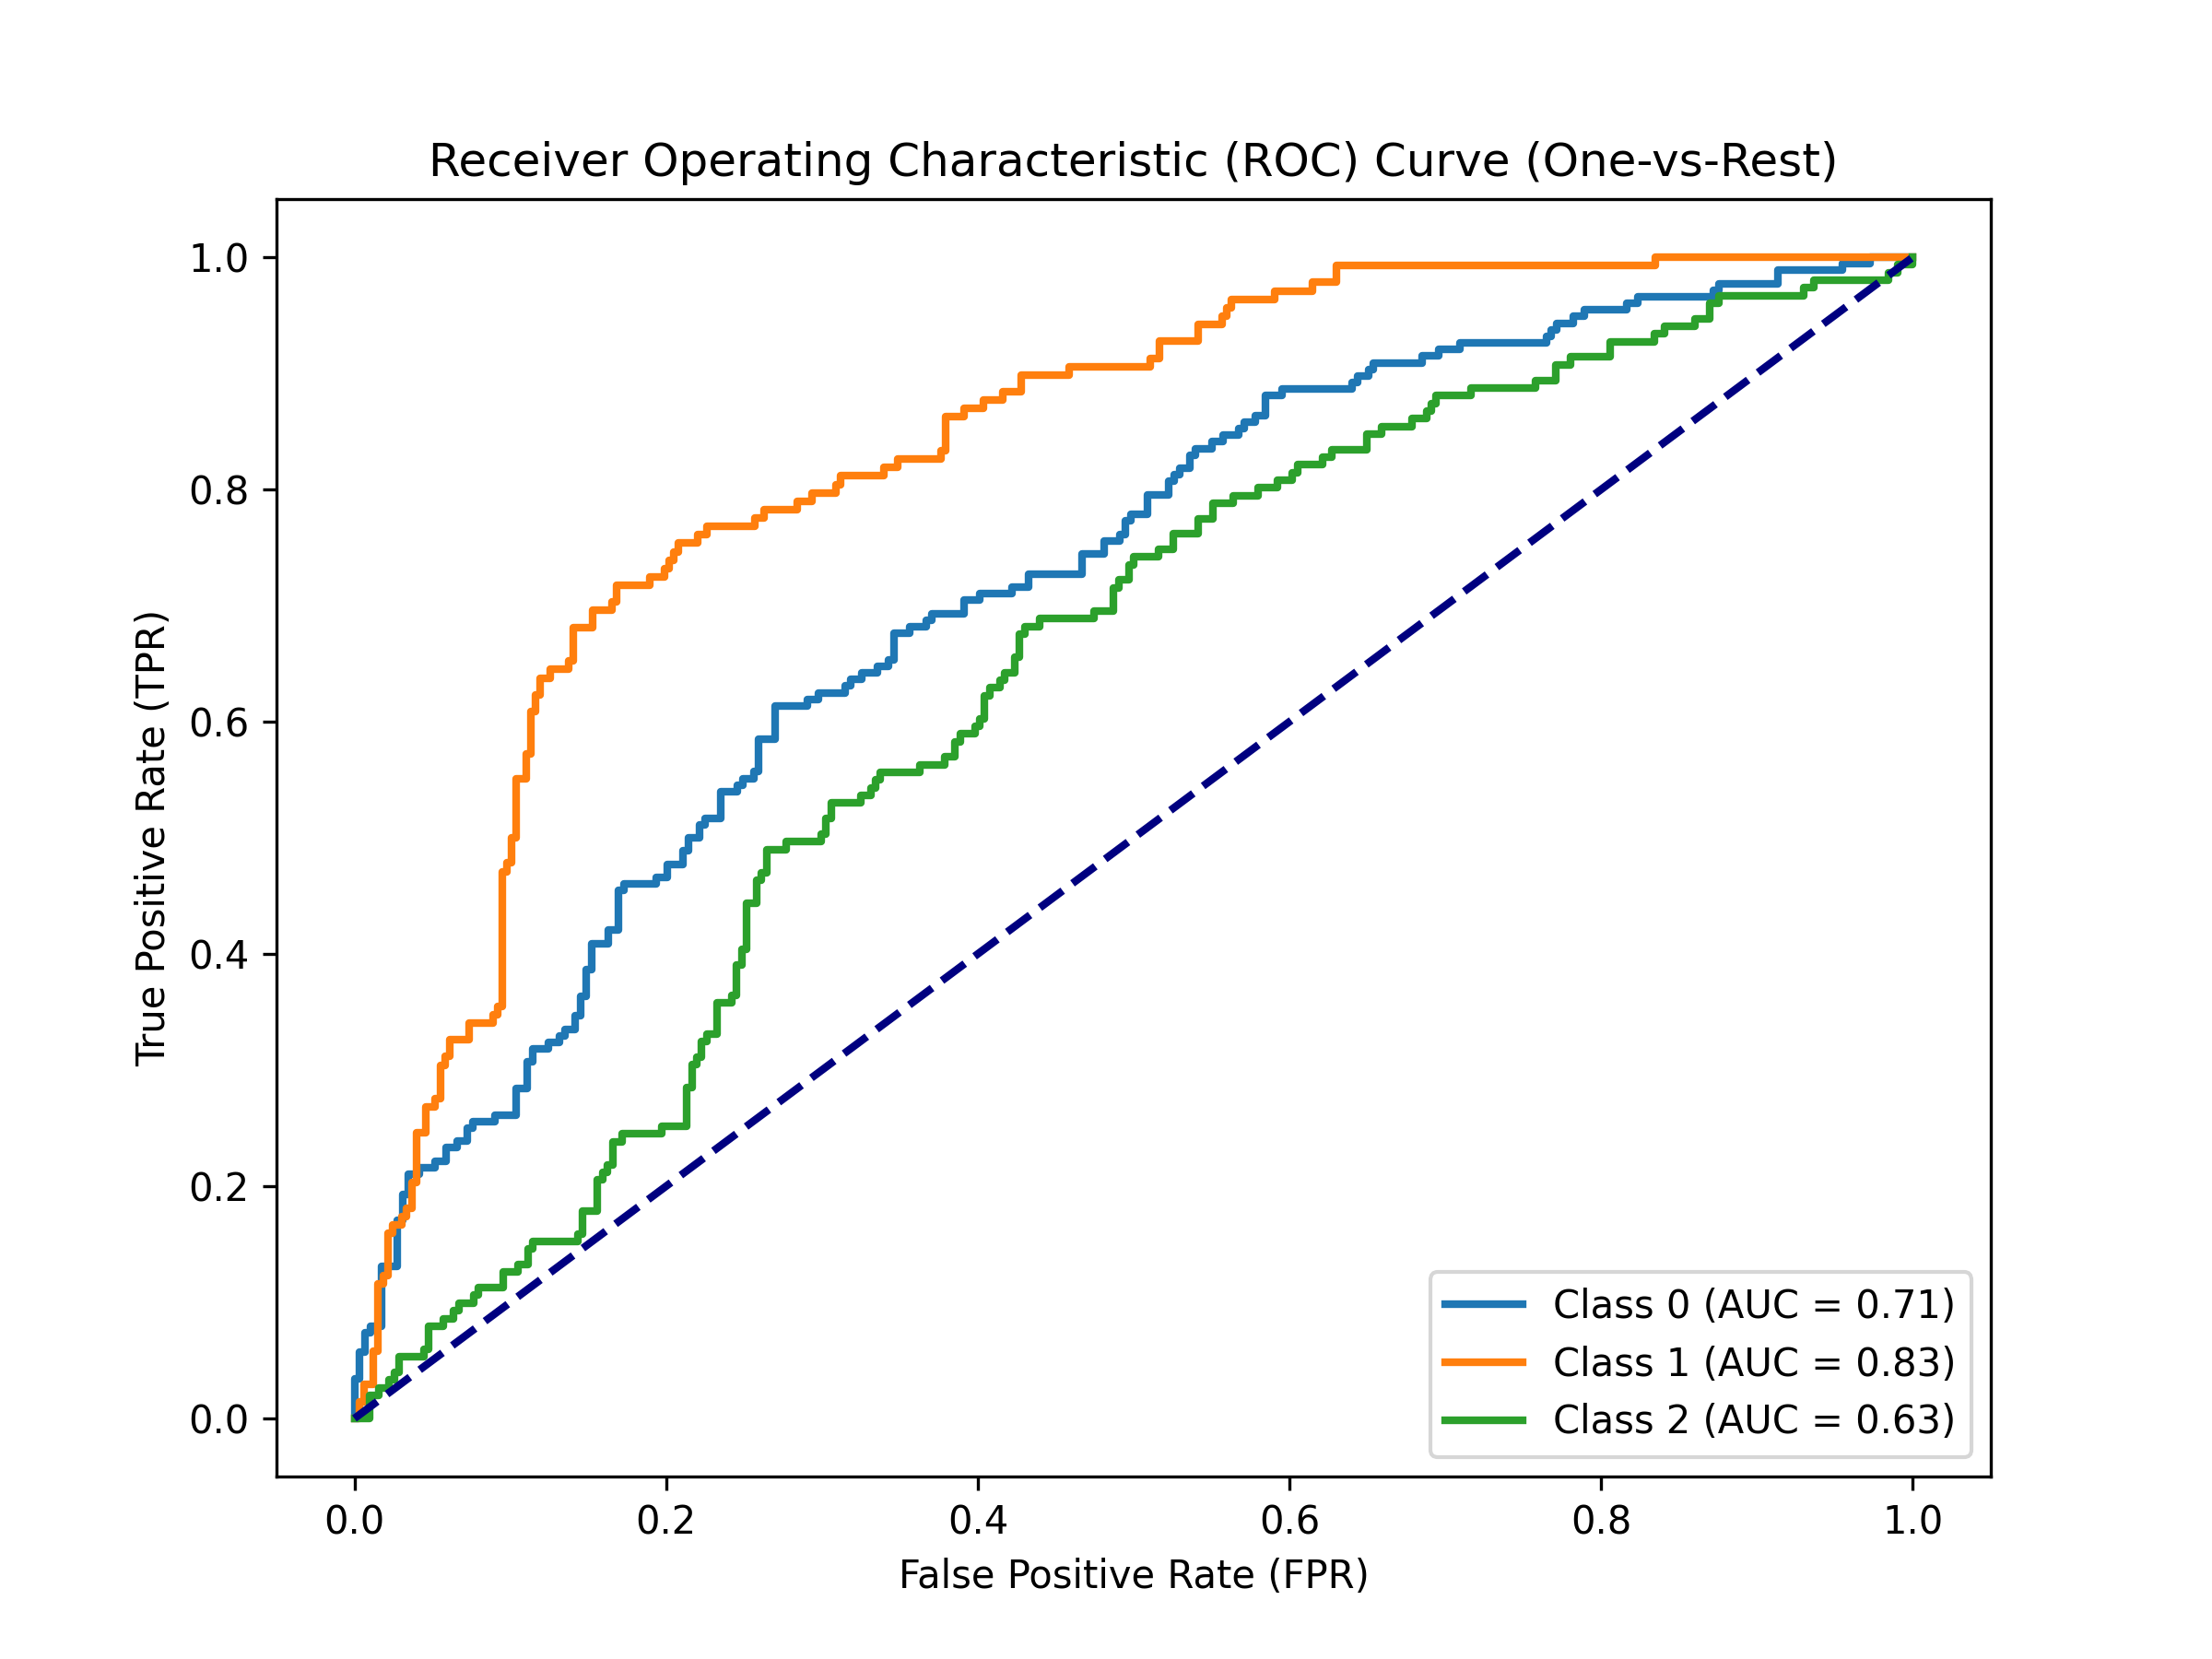 Receiver Operating Characteristic (ROC) Curve (One-vs-Rest)
1.0
0.8
0.6
0.4
0.2
0.0
True Positive Rate (TPR)
Class 0 (AUC = 0.71)
Class 1 (AUC = 0.83)
Class 2 (AUC = 0.63)
0.0 0.2 0.4 0.6 0.8 1.0
False Positive Rate (FPR)